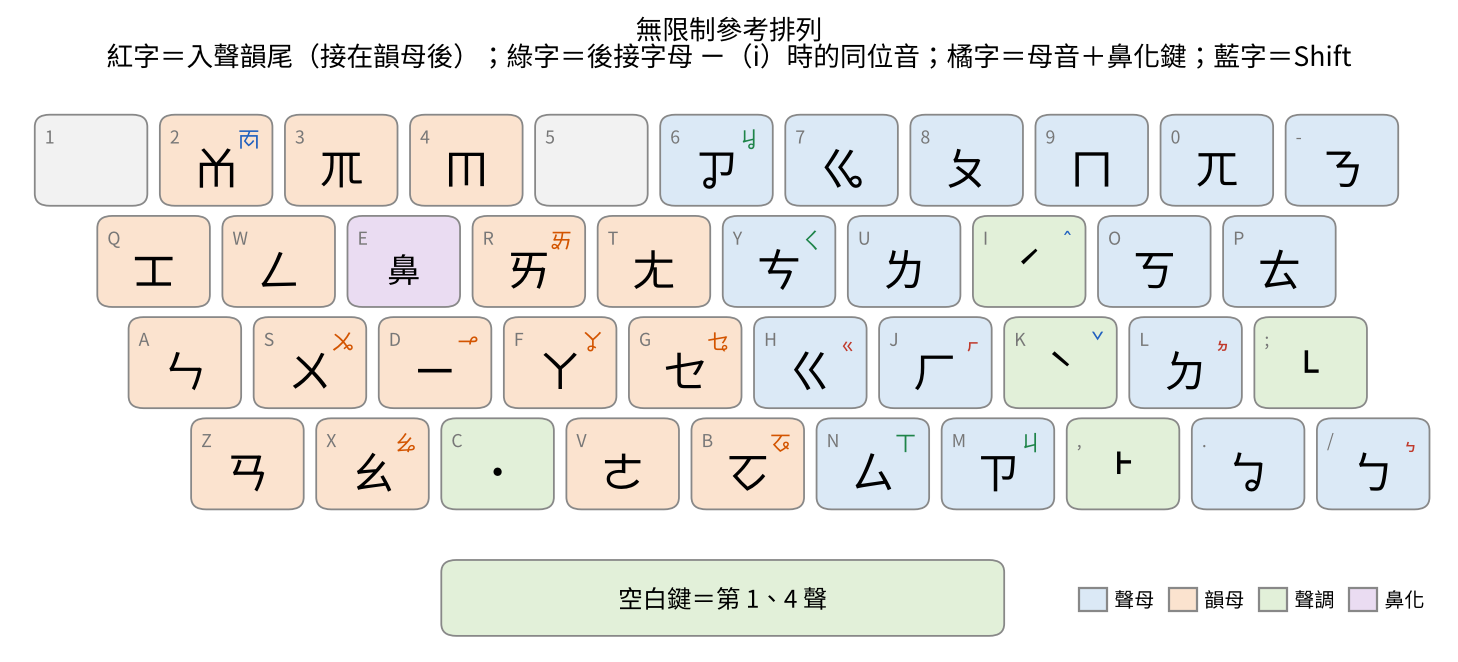 無限制參考排列
紅字＝入聲韻尾（接在韻母後）；綠字＝後接字母 ㄧ（i）時的同位音；橘字＝母音＋鼻化鍵；藍字＝Shift
1 2 ㆯ ㆬ 3 ㆭ 4 ㆬ 5 6 ㆡ ㆢ 7 ㆣ 8 ㄆ 9 ㄇ 0 ㄫ - ㄋ
Q ㄝ W ㄥ E 鼻 R ㄞ ㆮ T ㄤ Y ㄘ ㄑ U ㄌ I ˊ ˆ O ㄎ P ㄊ
A ㄣ S ㄨ ㆫ D ㄧ ㆪ F ㄚ ㆩ G ㄝ ㆥ H ㄍ ㆻ J ㄏ ㆷ K ˋ ˇ L ㄉ ㆵ ; ˪
Z ㄢ X ㄠ ㆯ C ˙ V ㄜ B ㆦ ㆧ N ㄙ ㄒ M ㄗ ㄐ , ˫ . ㆠ / ㄅ ㆴ
空白鍵＝第 1、4 聲
聲母 韻母 聲調 鼻化